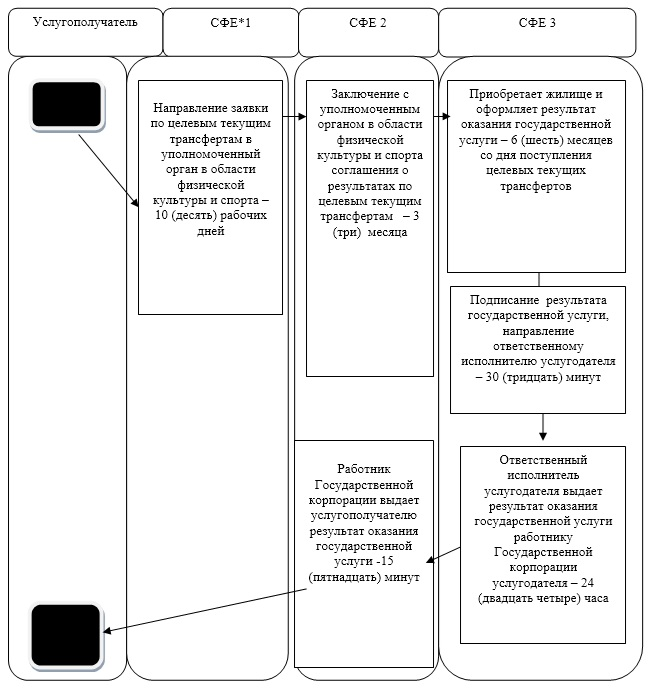 Услугополучатель
СФЕ*1
СФЕ 2
СФЕ 3
Направление заявки
по целевым текущим
трансфертам в
уполномоченный
орган в области
физической
культуры и спорта –
10 (десять) рабочих
дней
Заключение с
уполномоченным
органом в области
физической
культуры и спорта
соглашения о
результатах по
целевым текущим
трансфертам – 3
(три) месяца
Приобретает жилище и
оформляет результат
оказания государственной
услуги – 6 (шесть) месяцев
со дня поступления
целевых текущих
трансфертов
Подписание результата
государственной услуги,
направление
ответственному
исполнителю услугодателя
– 30 (тридцать) минут
Ответственный
исполнитель
услугодателя выдает
результат оказания
государственной услуги
работнику
Государственной
корпорации
услугодателя – 24
(двадцать четыре) часа
Работник
Государственной
корпорации выдает
услугополучателю
результат оказания
государственной
услуги -15
(пятнадцать) минут